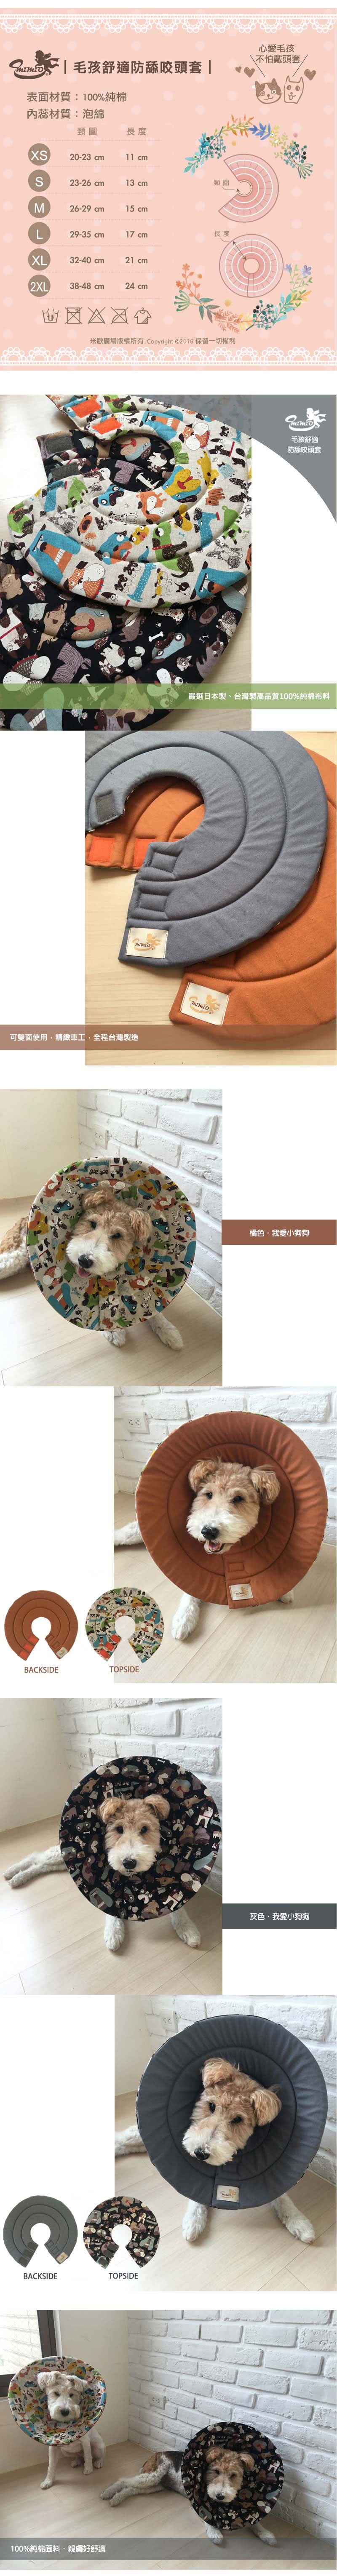 心愛毛孩
不怕戴頭套
mimio
|毛孩舒適防舔咬頭套|
表面材質：100%純棉
內蕊材質：泡綿
頸圍 長度
XS 20-23 cm 11 cm
S 23-26 cm 13 cm
M 26-29 cm 15 cm
L 29-35 cm 17 cm
XL 32-40 cm 21 cm
2XL 38-48 cm 24 cm
頸圍
長度
米歐廣場版權所有 Copyright ©2016 保留一切權利
mimio
毛孩舒適
防舔咬頭套
嚴選日本製、台灣製高品質100%純棉布料
mimio
mimio
可雙面使用，精緻車工，全程台灣製造
橘色，我愛小狗狗
BACKSIDE
TOPSIDE
灰色，我愛小狗狗
BACKSIDE
TOPSIDE
100%純棉面料，親膚好舒適